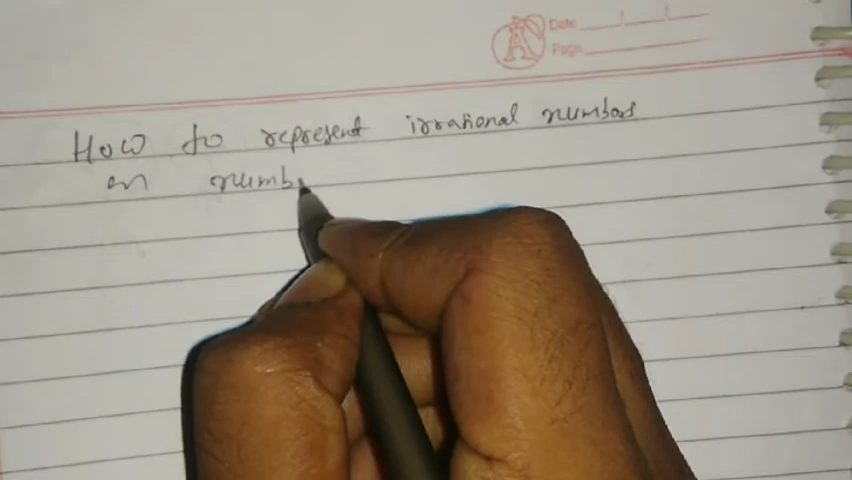 A
Date
Page
How to represent irrational numbers
on numb